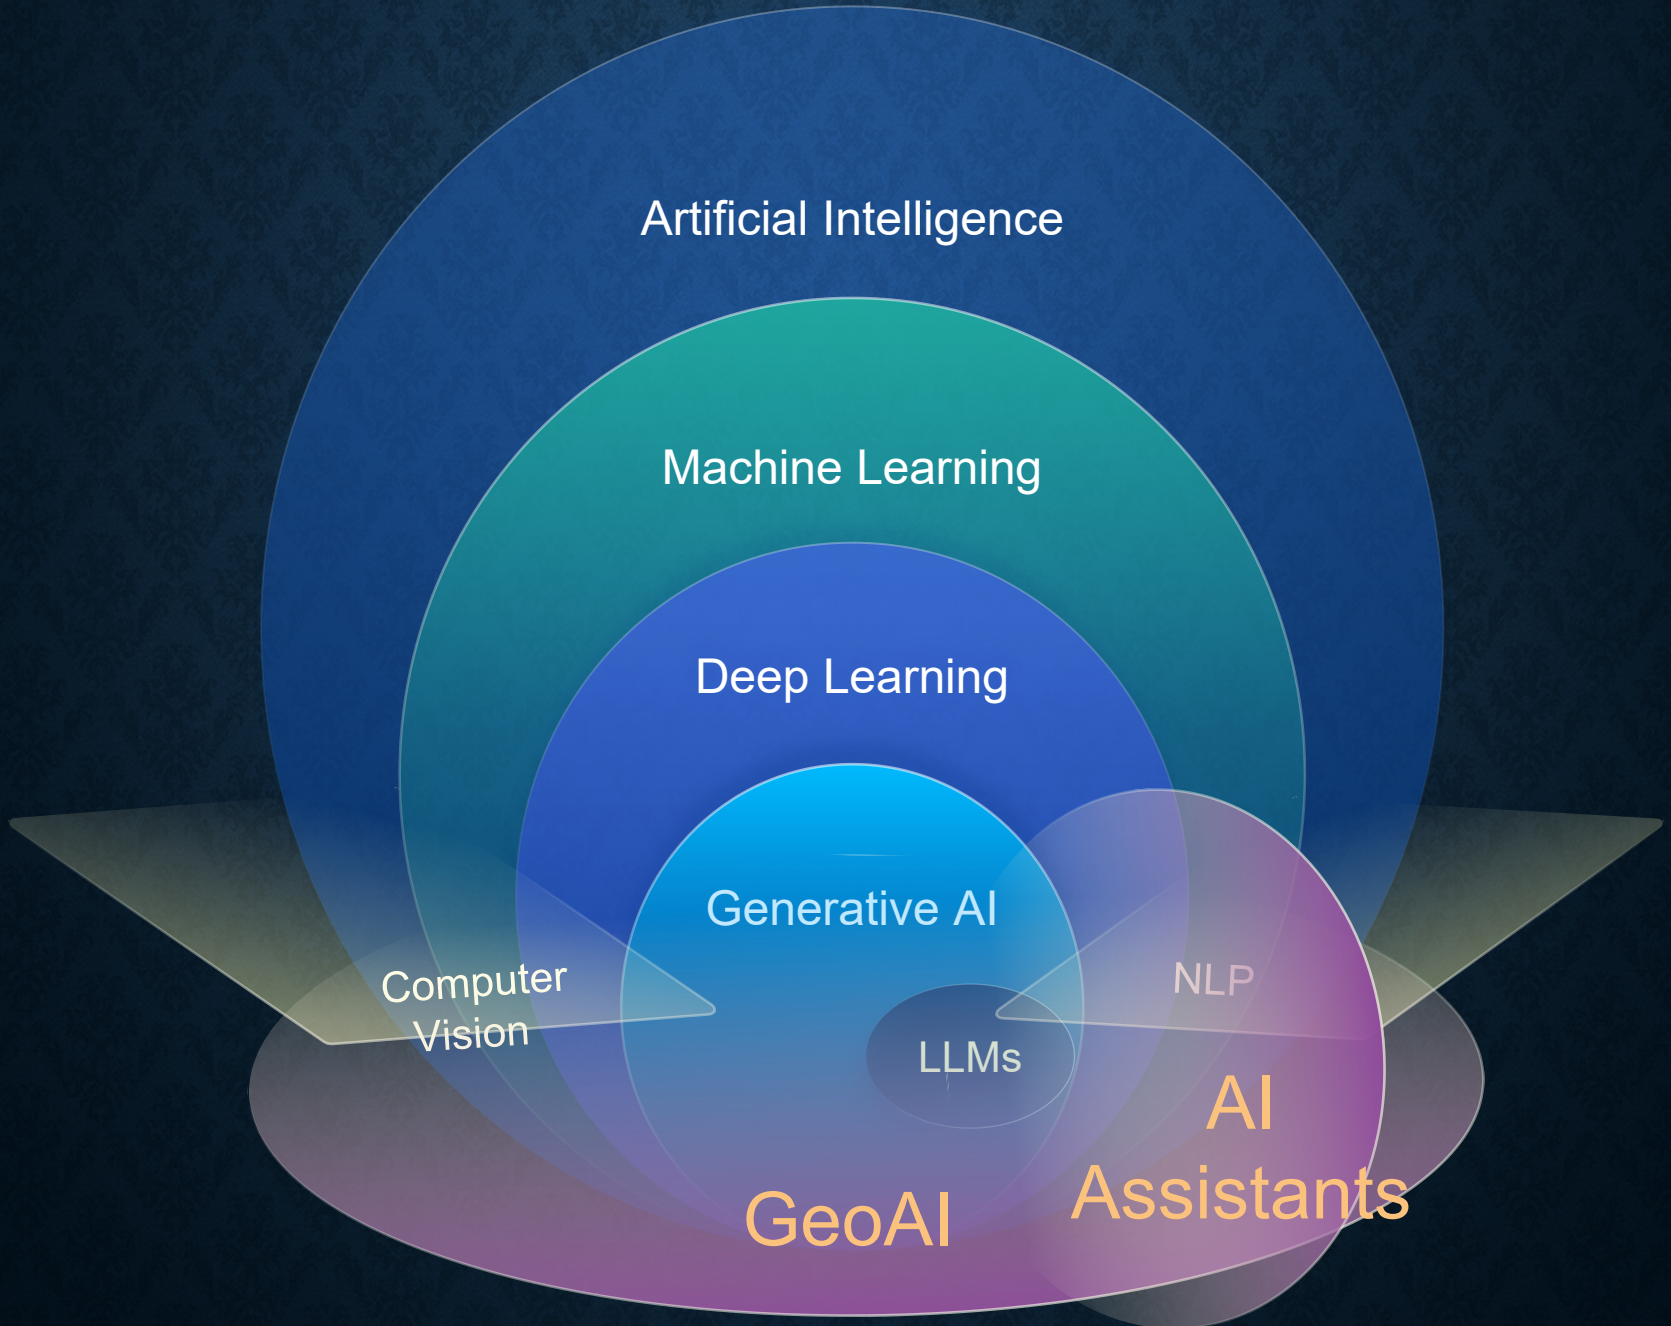 Artificial Intelligence
Machine Learning
Deep Learning
Generative AI
Computer
Vision
NLP
LLMs
AI
Assistants
GeoAI